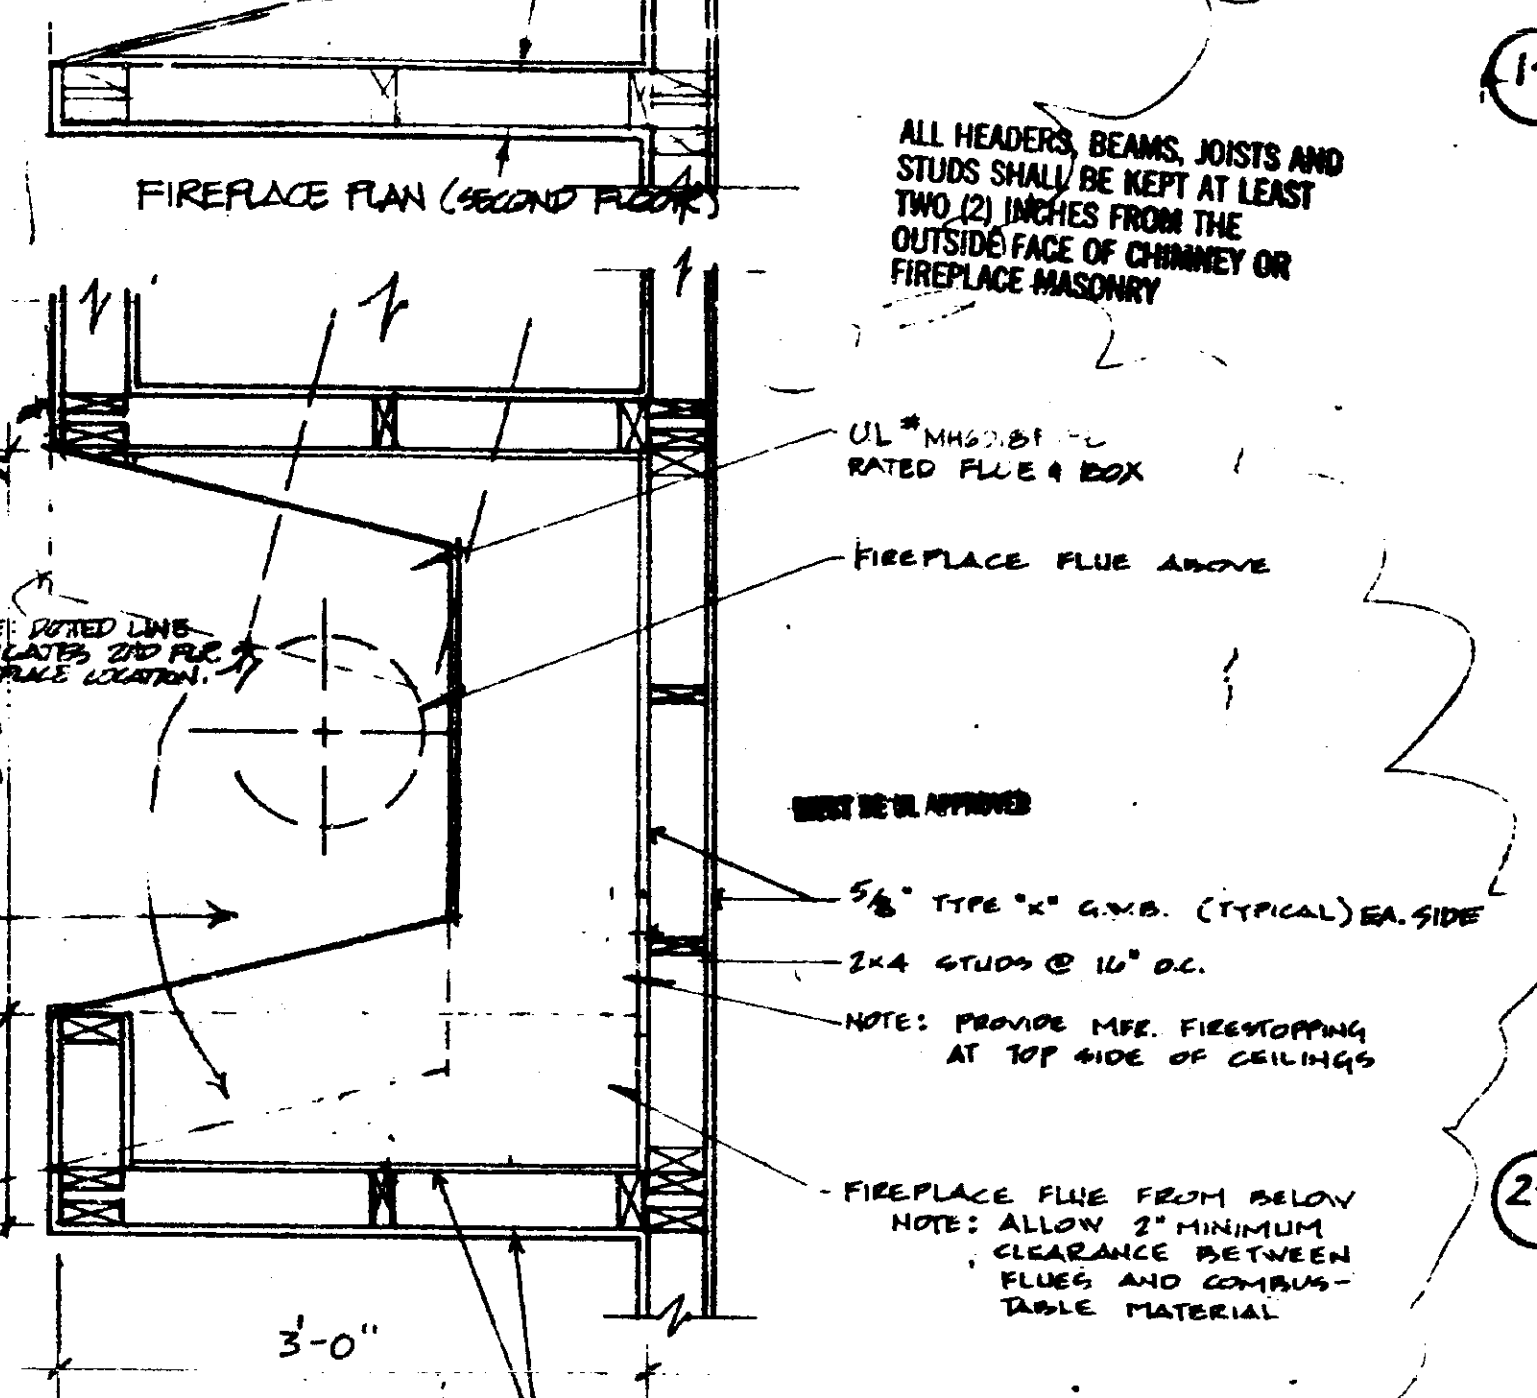 FIREPLACE PLAN (SECOND FLOOR)
ALL HEADERS, BEAMS, JOISTS AND
STUDS SHALL BE KEPT AT LEAST
TWO (2) INCHES FROM THE
OUTSIDE FACE OF CHIMNEY OR
FIREPLACE MASONRY
UL #
RATED FLUE & BOX
FIREPLACE FLUE ABOVE
: DOTTED LINE
CATES 2ND FLR.
PLACE LOCATION.
MUST BE UL APPROVED
5/8" TYPE "X" G.W.B. (TYPICAL) EA. SIDE
2x4 STUDS @ 16" O.C.
NOTE: PROVIDE MFR. FIRESTOPPING
AT TOP SIDE OF CEILINGS
FIREPLACE FLUE FROM BELOW
NOTE: ALLOW 2" MINIMUM
CLEARANCE BETWEEN
FLUES AND COMBUS-
TABLE MATERIAL
3'-0"